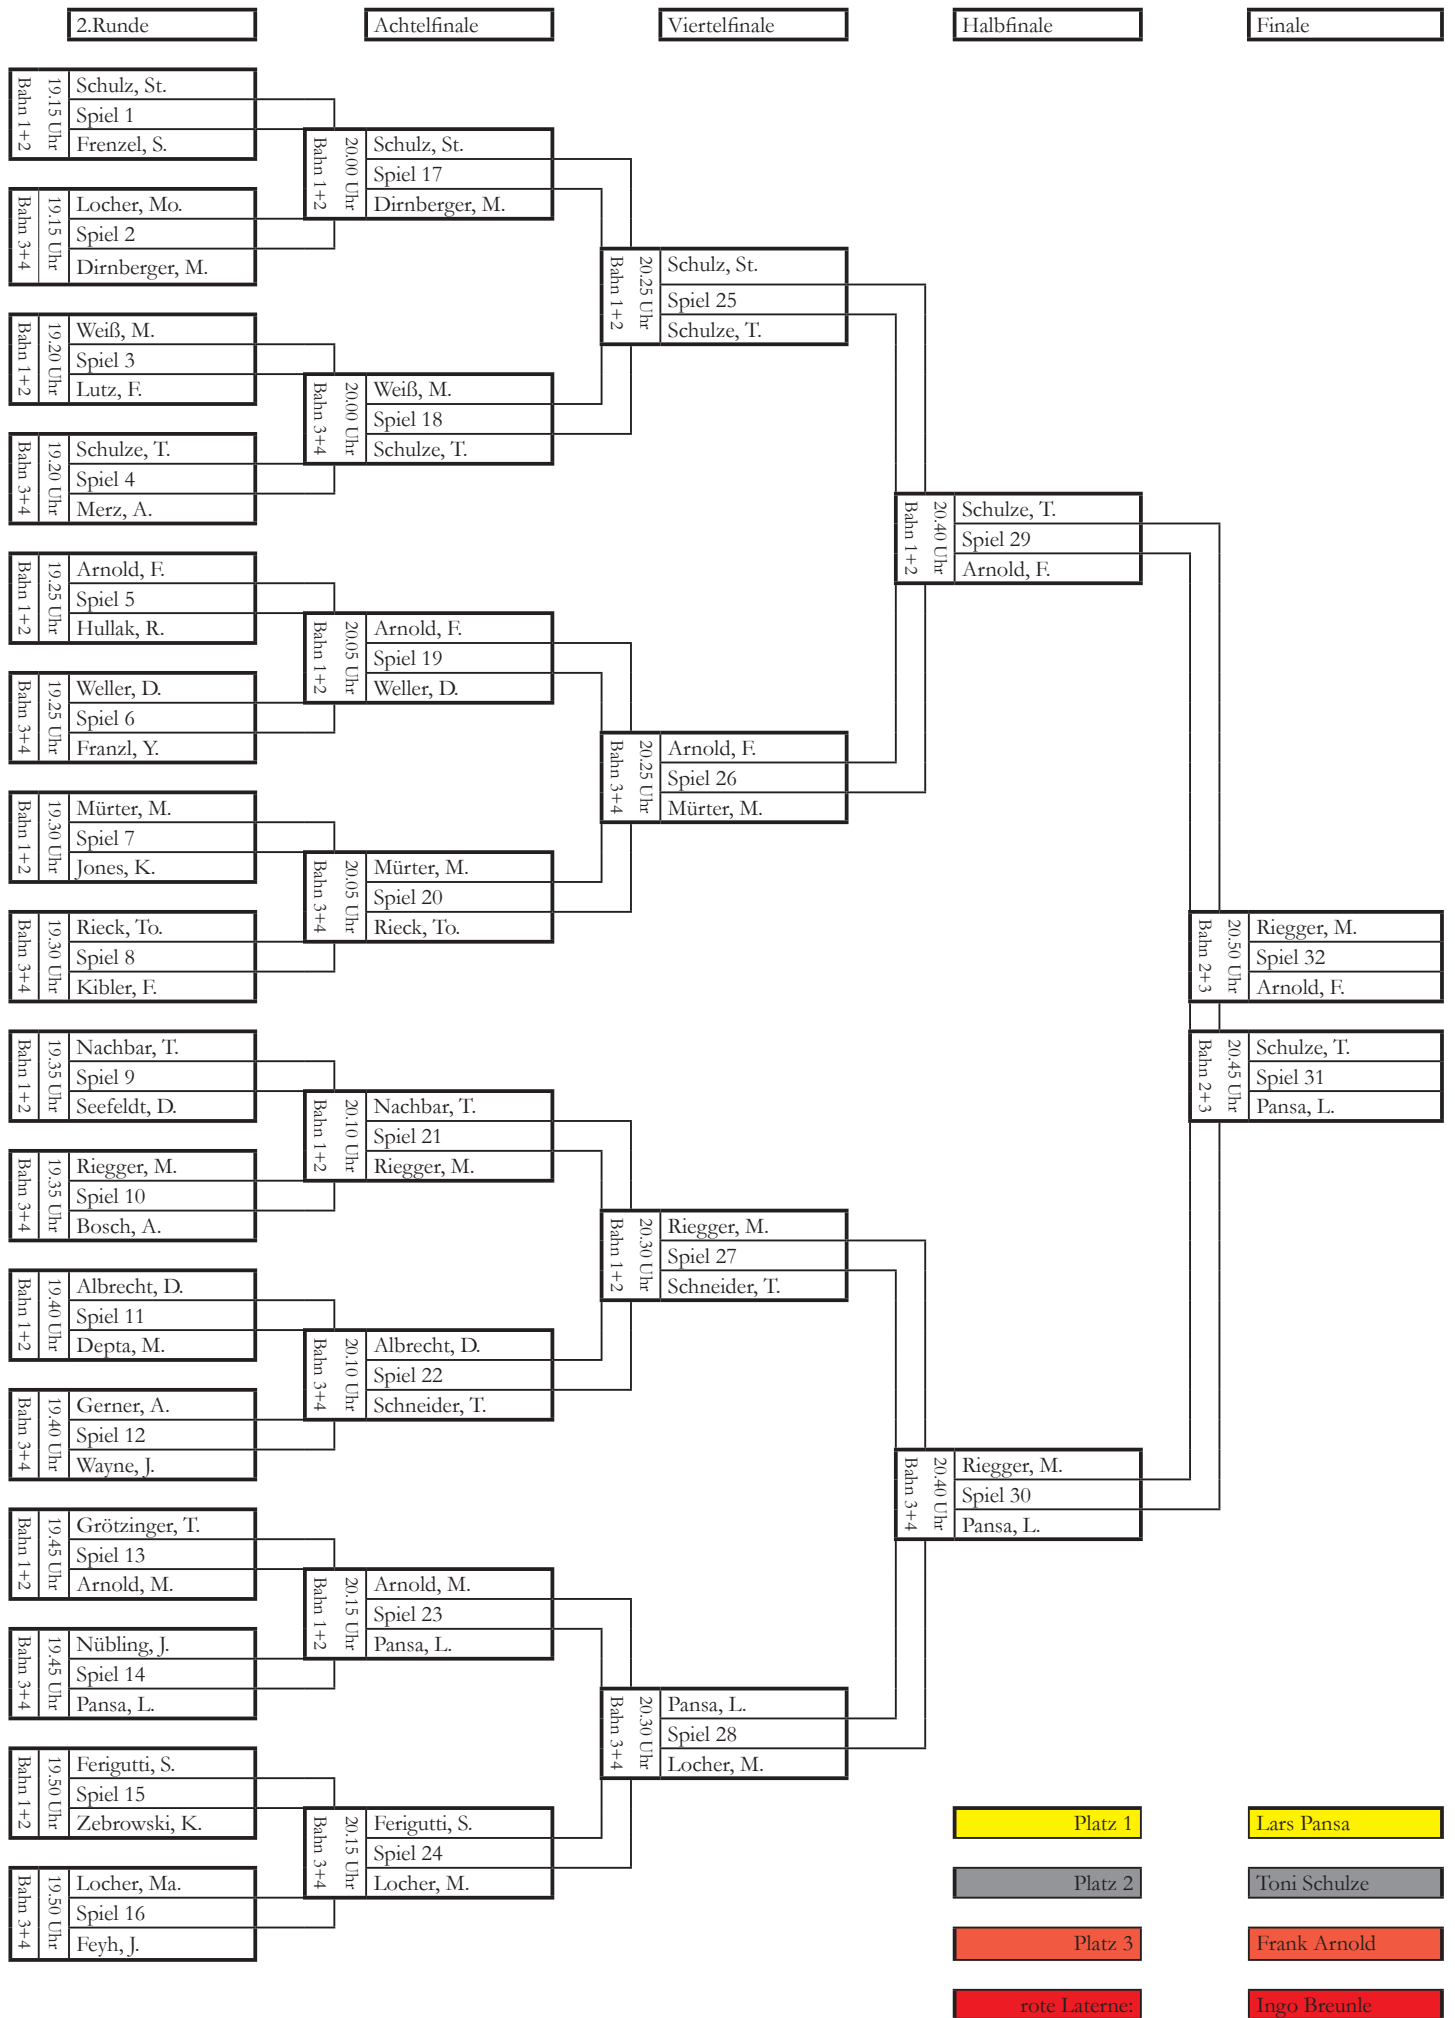 2.Runde
Achtelfinale
Viertelfinale
Halbfinale
Finale
Bahn 1+2
19.15 Uhr
Schulz, St.
Spiel 1
Frenzel, S.
Bahn 3+4
19.15 Uhr
Locher, Mo.
Spiel 2
Dirnberger, M.
Bahn 1+2
19.20 Uhr
Weiß, M.
Spiel 3
Lutz, F.
Bahn 3+4
19.20 Uhr
Schulze, T.
Spiel 4
Merz, A.
Bahn 1+2
19.25 Uhr
Arnold, F.
Spiel 5
Hullak, R.
Bahn 3+4
19.25 Uhr
Weller, D.
Spiel 6
Franzl, Y.
Bahn 1+2
19.30 Uhr
Mürter, M.
Spiel 7
Jones, K.
Bahn 3+4
19.30 Uhr
Rieck, To.
Spiel 8
Kibler, F.
Bahn 1+2
19.35 Uhr
Nachbar, T.
Spiel 9
Seefeldt, D.
Bahn 3+4
19.35 Uhr
Riegger, M.
Spiel 10
Bosch, A.
Bahn 1+2
19.40 Uhr
Albrecht, D.
Spiel 11
Depta, M.
Bahn 3+4
19.40 Uhr
Gerner, A.
Spiel 12
Wayne, J.
Bahn 1+2
19.45 Uhr
Grötzinger, T.
Spiel 13
Arnold, M.
Bahn 3+4
19.45 Uhr
Nübling, J.
Spiel 14
Pansa, L.
Bahn 1+2
19.50 Uhr
Ferigutti, S.
Spiel 15
Zebrowski, K.
Bahn 3+4
19.50 Uhr
Locher, Ma.
Spiel 16
Feyh, J.
Bahn 1+2
20.00 Uhr
Schulz, St.
Spiel 17
Dirnberger, M.
Bahn 3+4
20.00 Uhr
Weiß, M.
Spiel 18
Schulze, T.
Bahn 1+2
20.05 Uhr
Arnold, F.
Spiel 19
Weller, D.
Bahn 3+4
20.05 Uhr
Mürter, M.
Spiel 20
Rieck, To.
Bahn 1+2
20.10 Uhr
Nachbar, T.
Spiel 21
Riegger, M.
Bahn 3+4
20.10 Uhr
Albrecht, D.
Spiel 22
Schneider, T.
Bahn 1+2
20.15 Uhr
Arnold, M.
Spiel 23
Pansa, L.
Bahn 3+4
20.15 Uhr
Ferigutti, S.
Spiel 24
Locher, M.
Bahn 1+2
20.25 Uhr
Schulz, St.
Spiel 25
Schulze, T.
Bahn 3+4
20.25 Uhr
Arnold, F.
Spiel 26
Mürter, M.
Bahn 1+2
20.30 Uhr
Riegger, M.
Spiel 27
Schneider, T.
Bahn 3+4
20.30 Uhr
Pansa, L.
Spiel 28
Locher, M.
Bahn 1+2
20.40 Uhr
Schulze, T.
Spiel 29
Arnold, F.
Bahn 3+4
20.40 Uhr
Riegger, M.
Spiel 30
Pansa, L.
Bahn 2+3
20.50 Uhr
Riegger, M.
Spiel 32
Arnold, F.
Bahn 2+3
20.45 Uhr
Schulze, T.
Spiel 31
Pansa, L.
Platz 1 Lars Pansa
Platz 2 Toni Schulze
Platz 3 Frank Arnold
rote Laterne: Ingo Breunle